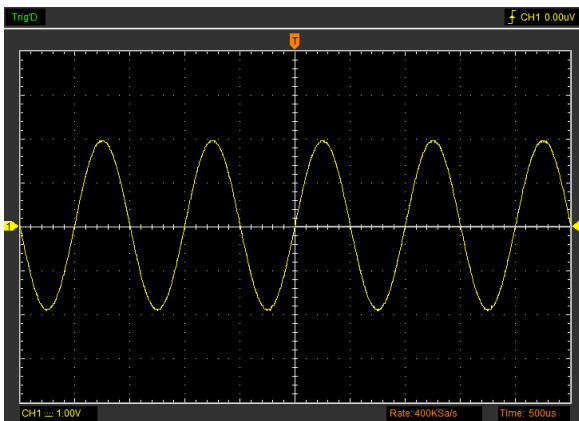 Trig'D
CH1 0.00uV
T
1
CH1 1.00V
Rate: 400KSa/s
Time: 500us